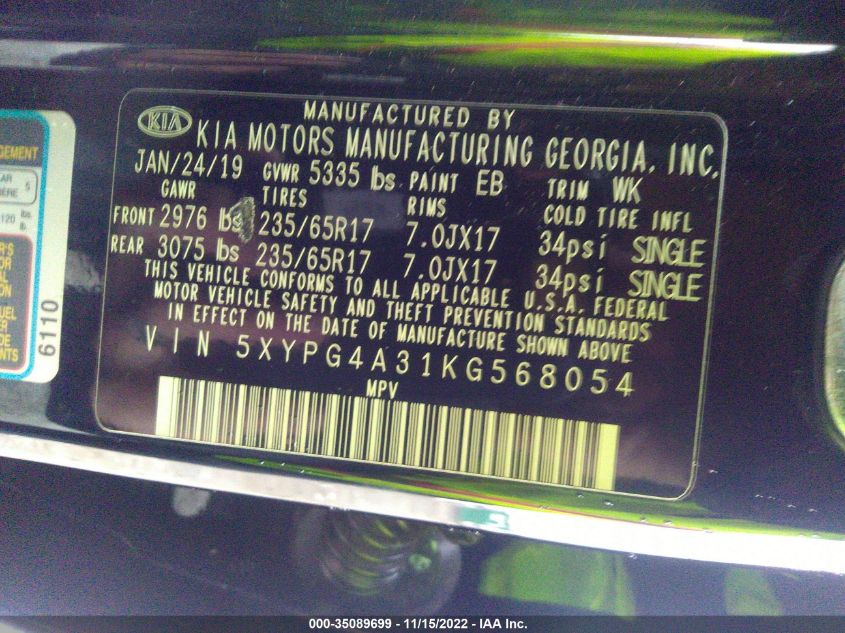 MANUFACTURED BY
KIA KIA MOTORS MANUFACTURING GEORGIA, INC.
JAN/24/19 GVWR 5335 lbs PAINT EB TRIM WK
GAWR TIRES RIMS COLD TIRE INFL
FRONT 2976 lbs 235/65R17 7.0JX17 34psi SINGLE
REAR 3075 lbs 235/65R17 7.0JX17 34psi SINGLE
THIS VEHICLE CONFORMS TO ALL APPLICABLE U.S.A. FEDERAL
MOTOR VEHICLE SAFETY AND THEFT PREVENTION STANDARDS
IN EFFECT ON THE DATE OF MANUFACTURE SHOWN ABOVE
VIN 5XYPG4A31KG568054
MPV
6110
000-35089699 - 11/15/2022 - IAA Inc.